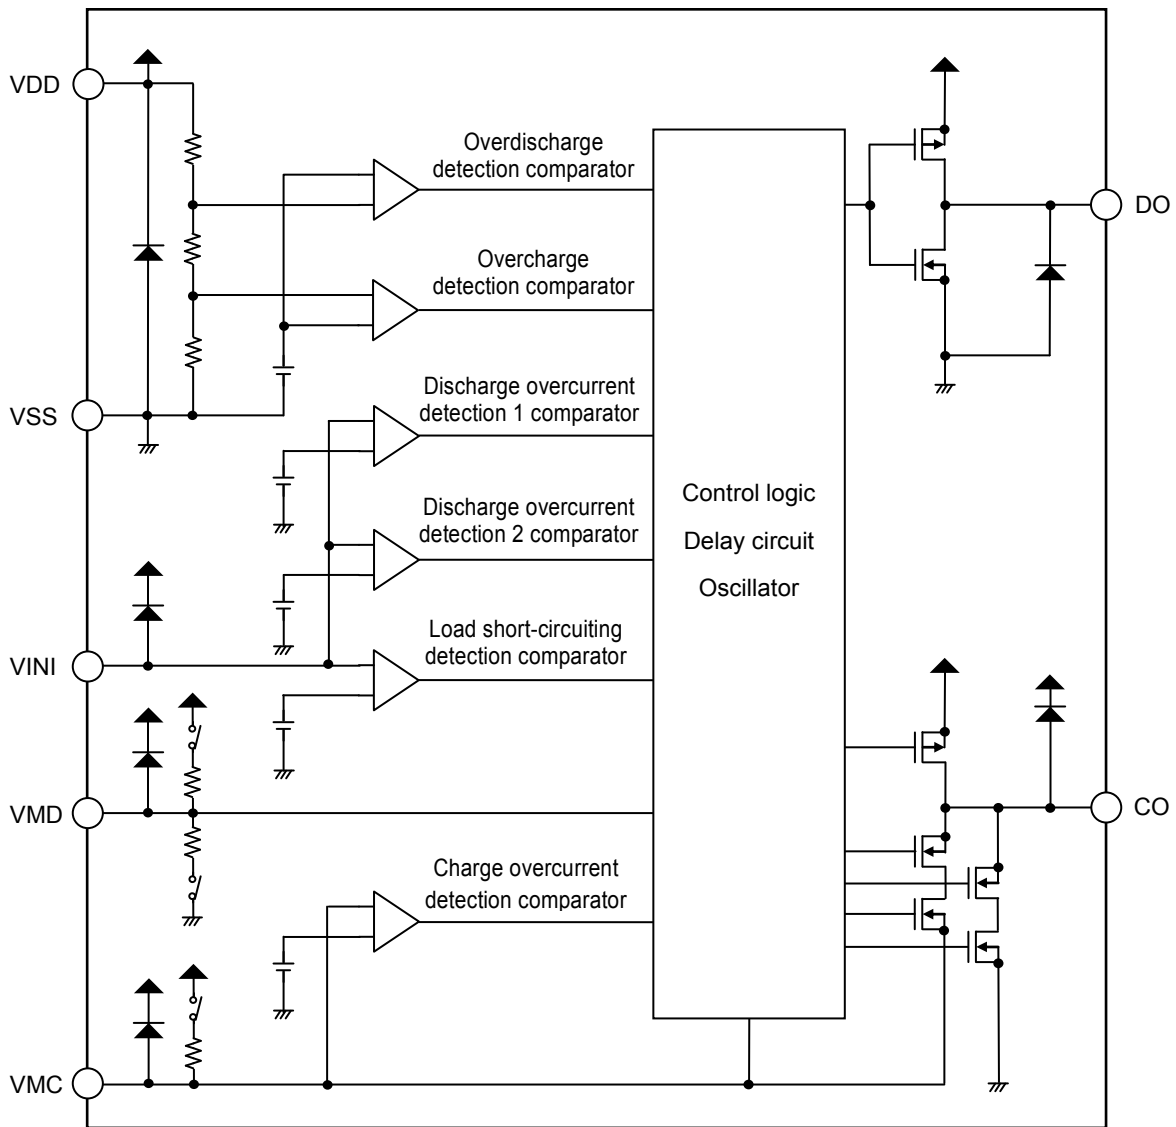 VDD
Overdischarge
detection comparator
DO
Overcharge
detection comparator
VSS
Discharge overcurrent
detection 1 comparator
Control logic
Delay circuit
Oscillator
Discharge overcurrent
detection 2 comparator
VINI
Load short-circuiting
detection comparator
VMD
CO
Charge overcurrent
detection comparator
VMC